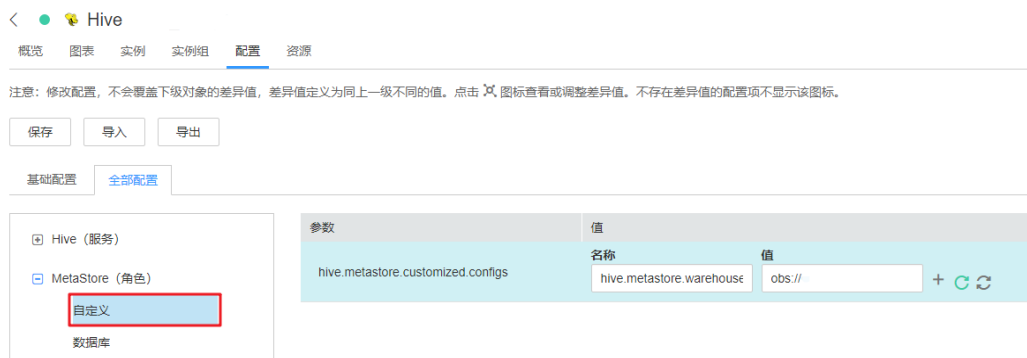 Hive
概览 图表 实例 实例组 配置 资源
注意：修改配置，不会覆盖下级对象的差异值，差异值定义为同上一级不同的值。点击 图标查看或调整差异值。不存在差异值的配置项不显示该图标。
保存 导入 导出
基础配置 全部配置
参数 值
Hive（服务）
名称 值
hive.metastore.customized.configs hive.metastore.warehouse obs://
MetaStore（角色）
自定义
数据库